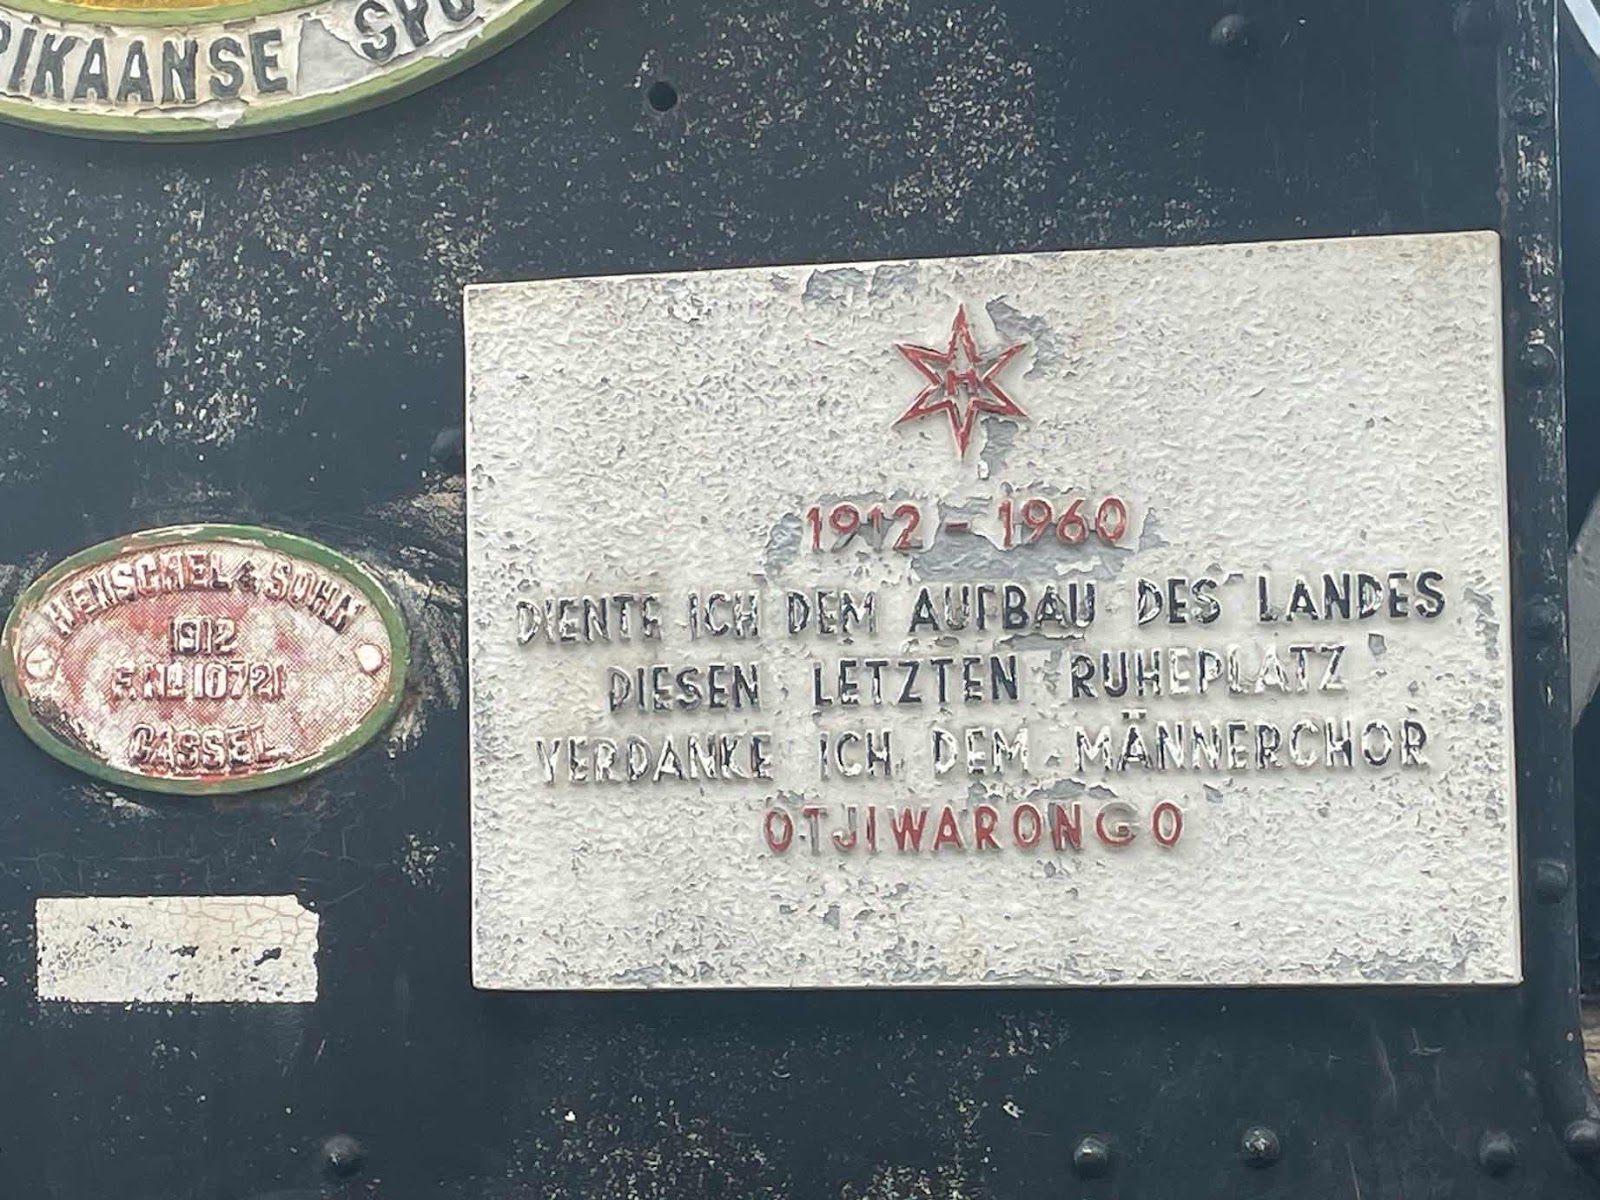 PIKAANSE SPO
H
1912 - 1960
DIENTE ICH DEM AUFBAU DES LANDES
DIESEN LETZTEN RUHEPLATZ
VERDANKE ICH DEM MÄNNERCHOR
OTJIWARONGO
HENSCHEL & SOHN
1912
F.No 10721
CASSEL